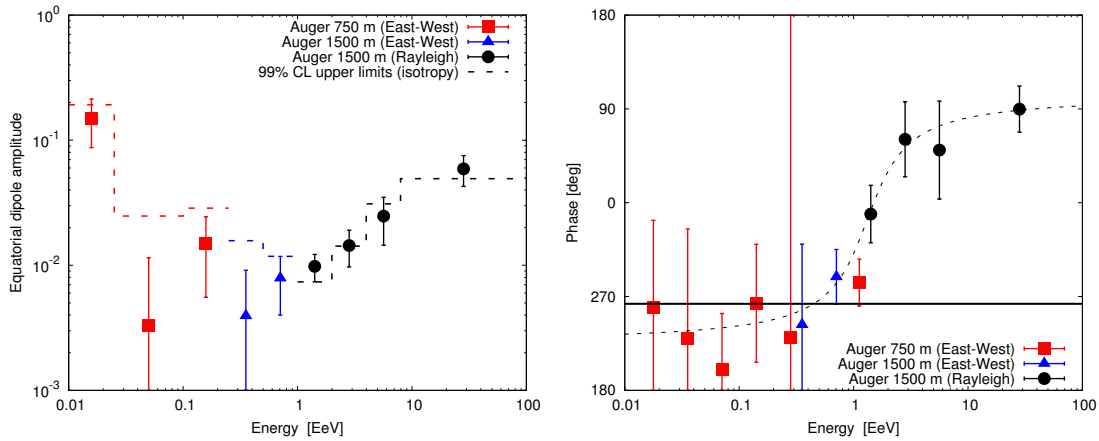 10^0
10^-1
10^-2
10^-3
0.01 0.1 1 10 100
Equatorial dipole amplitude
Energy [EeV]
Auger 750 m (East-West)
Auger 1500 m (East-West)
Auger 1500 m (Rayleigh)
99% CL upper limits (isotropy)
180
90
0
270
180
0.01 0.1 1 10 100
Phase [deg]
Energy [EeV]
Auger 750 m (East-West)
Auger 1500 m (East-West)
Auger 1500 m (Rayleigh)